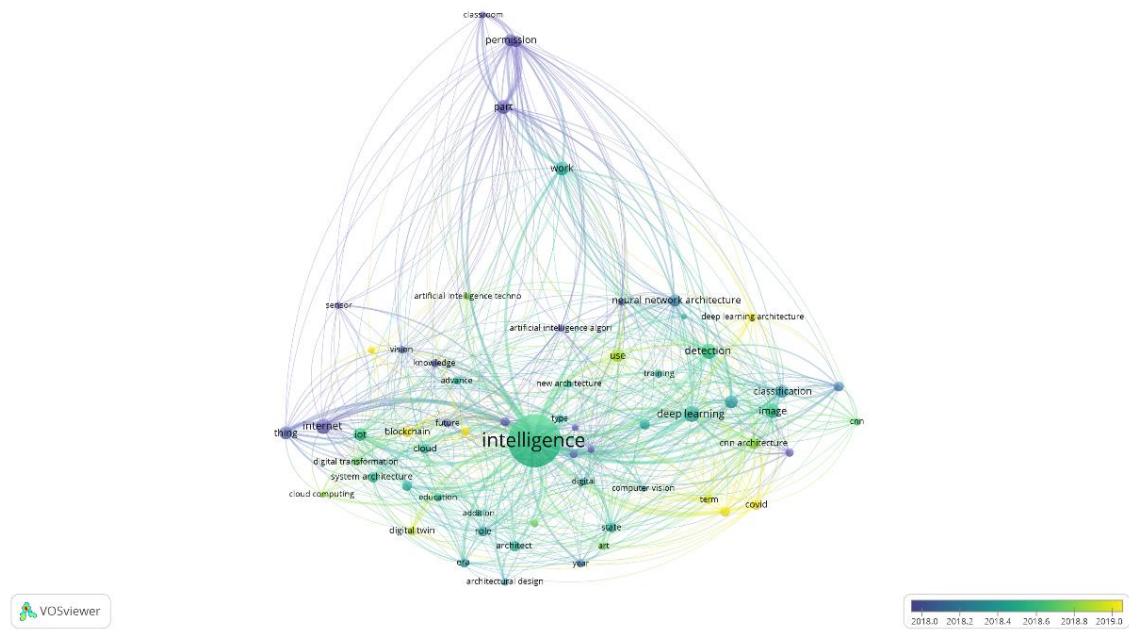 classroom
permission
part
work
sensor
artificial intelligence techno
neural network architecture
deep learning architecture
artificial intelligence algori
vision
knowledge
use
detection
advance
new architecture
training
classification
thing
internet
iot
blockchain
future
type
deep learning
image
cnn
intelligence
cloud
cnn architecture
digital transformation
system architecture
cloud computing
education
digital
computer vision
term
covid
addition
digital twin
role
state
architect
art
era
year
architectural design
VOSviewer
2018.0 2018.2 2018.4 2018.6 2018.8 2019.0